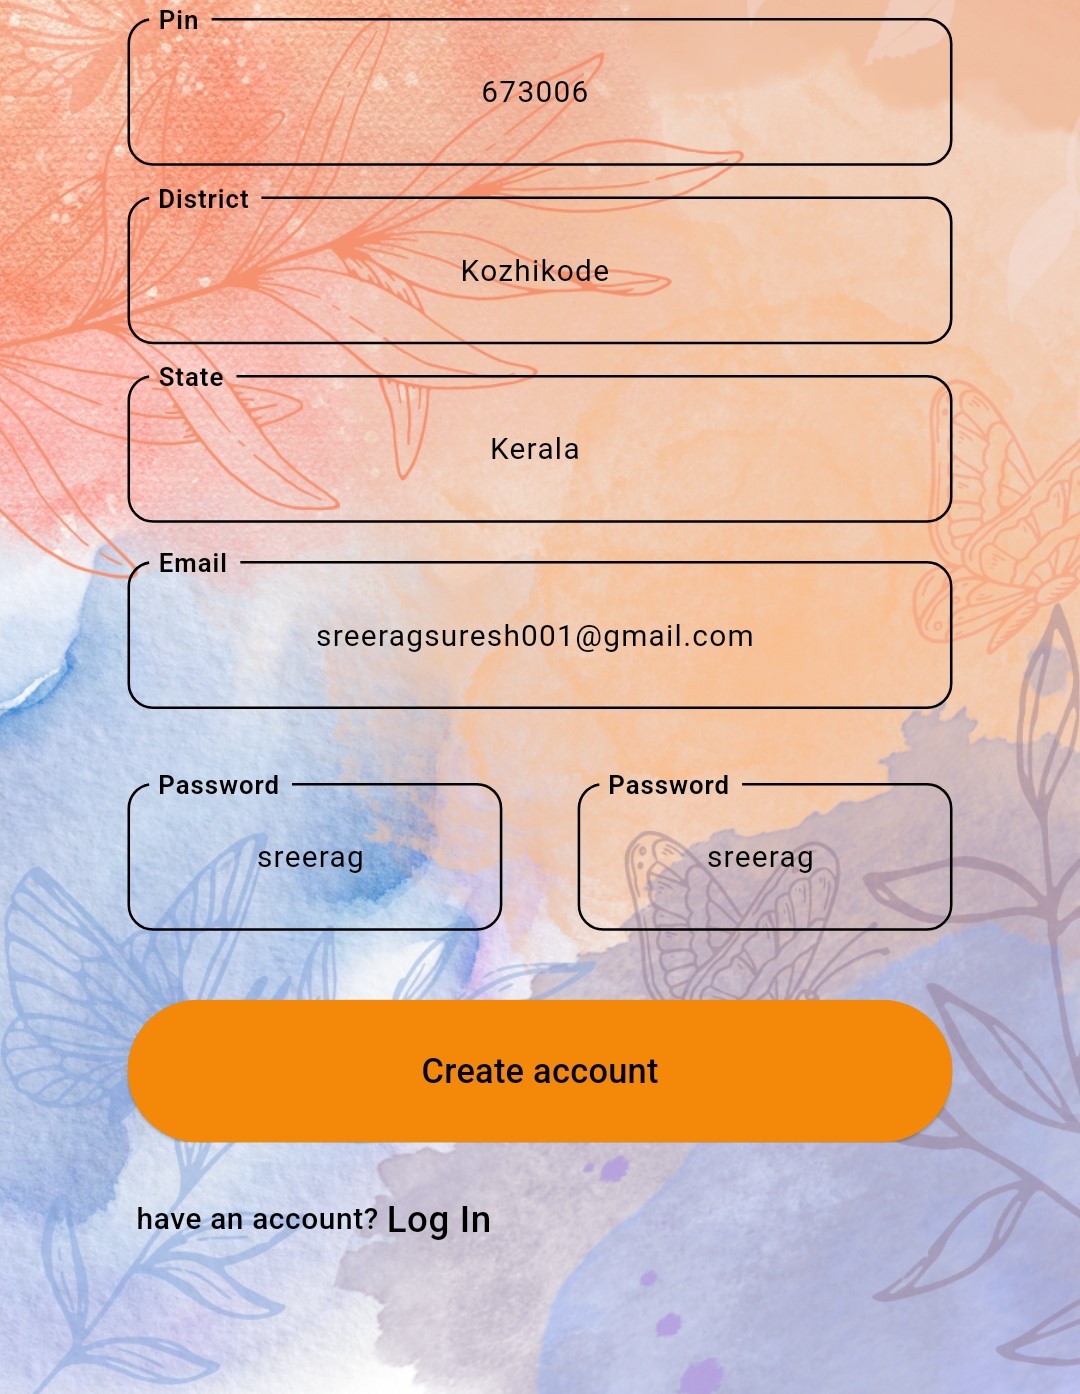 Pin
673006
District
Kozhikode
State
Kerala
Email
sreeragsuresh001@gmail.com
Password
sreerag
Password
sreerag
Create account
have an account? Log In